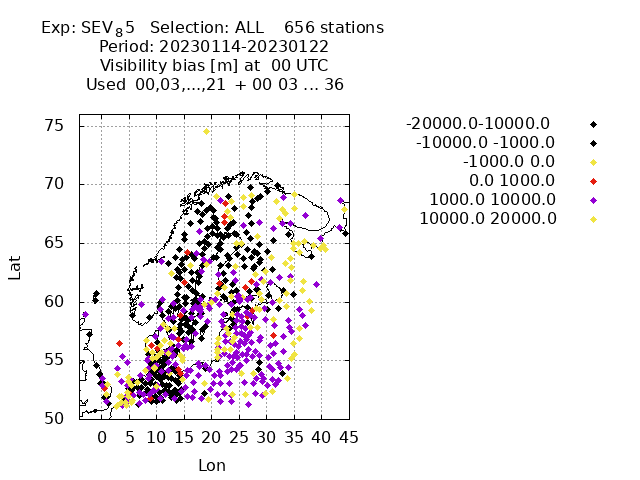 Exp: SEV₈5 Selection: ALL 656 stations
Period: 20230114-20230122
Visibility bias [m] at 00 UTC
Used 00,03,...,21 + 00 03 ... 36
-20000.0-10000.0
-10000.0 -1000.0
-1000.0 0.0
0.0 1000.0
1000.0 10000.0
10000.0 20000.0
75
70
65
60
55
50
Lat
0 5 10 15 20 25 30 35 40 45
Lon